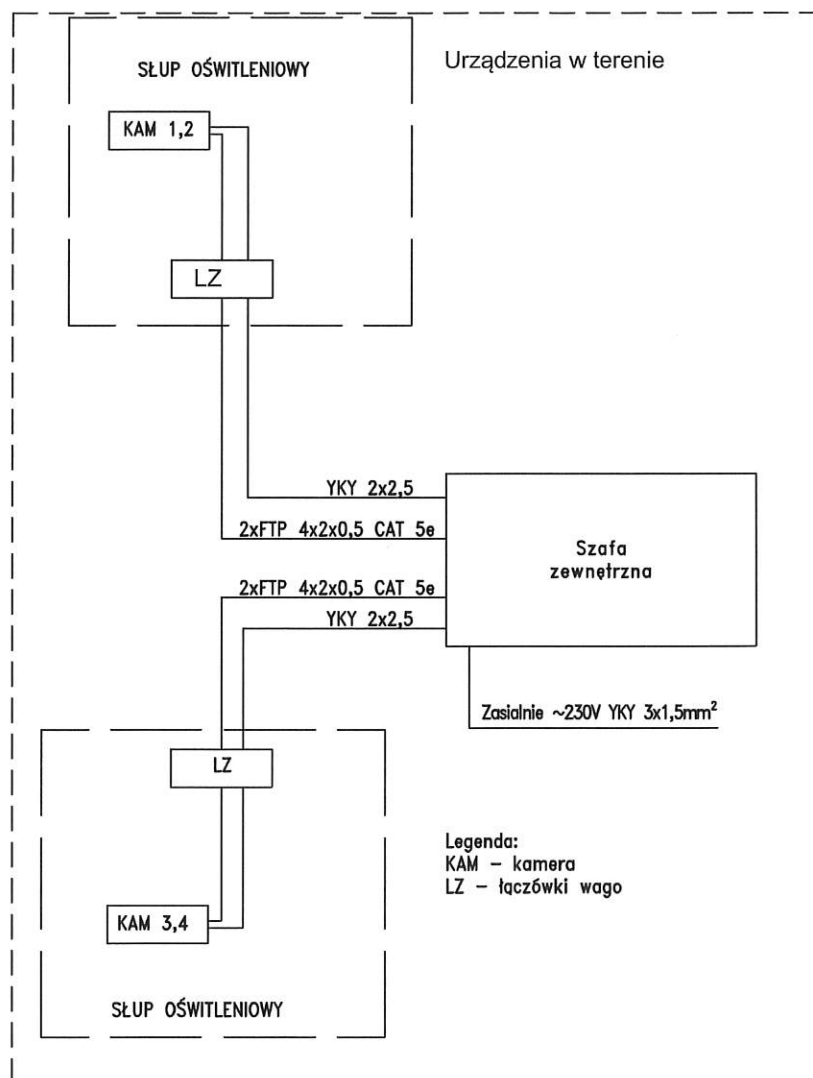 SŁUP OŚWITLENIOWY
Urządzenia w terenie
KAM 1,2
LZ
YKY 2x2,5
2xFTP 4x2x0,5 CAT 5e
Szafa
zewnętrzna
2xFTP 4x2x0,5 CAT 5e
YKY 2x2,5
Zasialnie ~230V YKY 3x1,5mm²
LZ
Legenda:
KAM – kamera
LZ – łączówki wago
KAM 3,4
SŁUP OŚWITLENIOWY